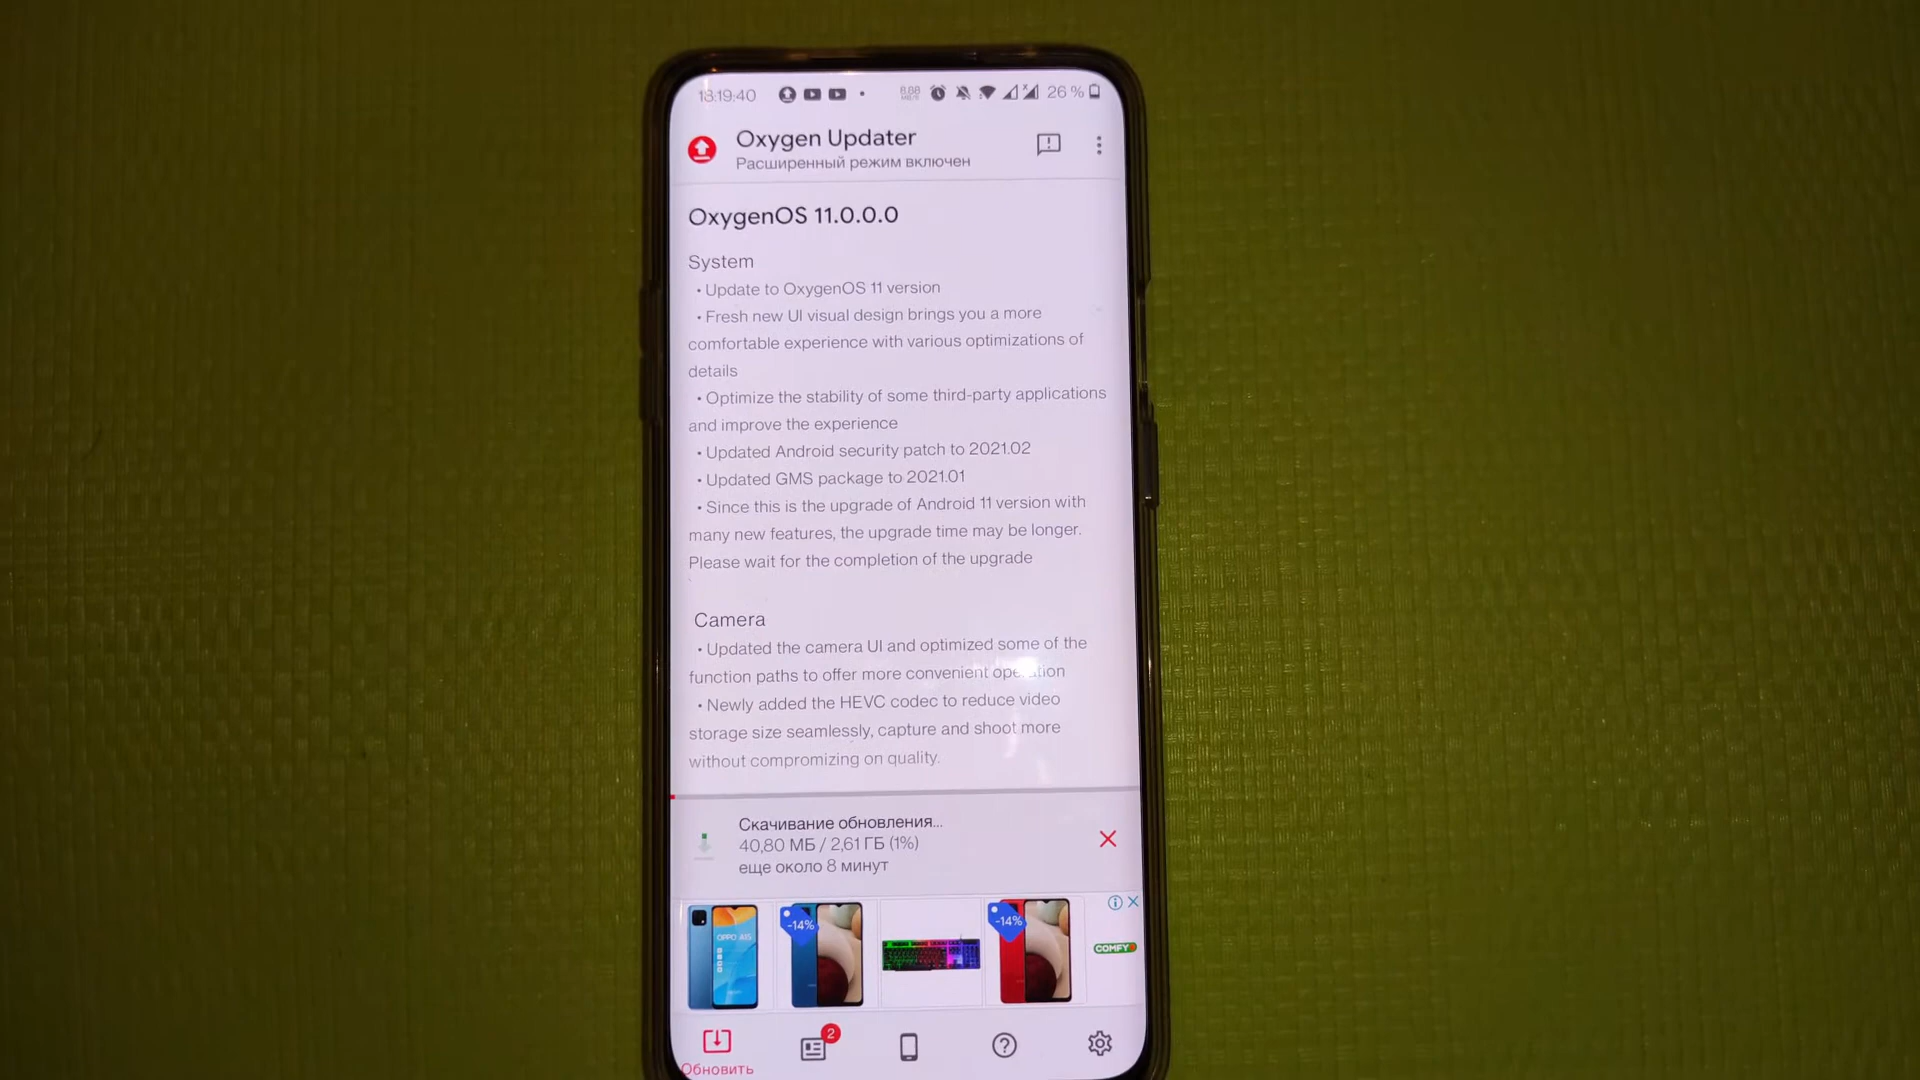 18:19:40
8.88
26 %
Oxygen Updater
Расширенный режим включен
OxygenOS 11.0.0.0
System
• Update to OxygenOS 11 version
• Fresh new UI visual design brings you a more
comfortable experience with various optimizations of
details
• Optimize the stability of some third-party applications
and improve the experience
• Updated Android security patch to 2021.02
• Updated GMS package to 2021.01
• Since this is the upgrade of Android 11 version with
many new features, the upgrade time may be longer.
Please wait for the completion of the upgrade
Camera
• Updated the camera UI and optimized some of the
function paths to offer more convenient operation
• Newly added the HEVC codec to reduce video
storage size seamlessly, capture and shoot more
without compromizing on quality.
Скачивание обновления...
40,80 МБ / 2,61 ГБ (1%)
еще около 8 минут
OPPO A15
-14%
-14%
COMFY
2
Обновить